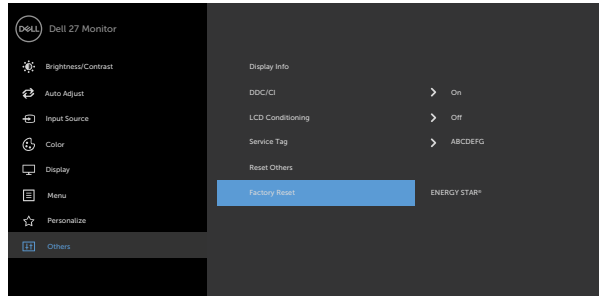 DELL Dell 27 Monitor
Brightness/Contrast
Auto Adjust
Input Source
Color
Display
Menu
Personalize
Others
Display Info
DDC/CI > On
LCD Conditioning > Off
Service Tag > ABCDEFG
Reset Others
Factory Reset ENERGY STAR®